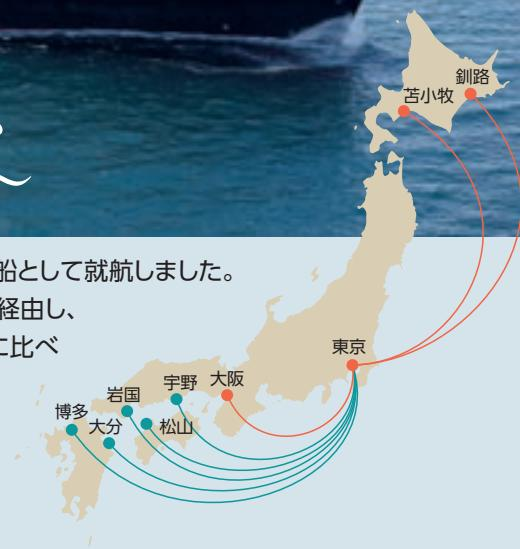 釧路
苫小牧
船として就航しました。
経由し、
に比べ
東京
宇野 大阪
岩国
博多
大分 松山